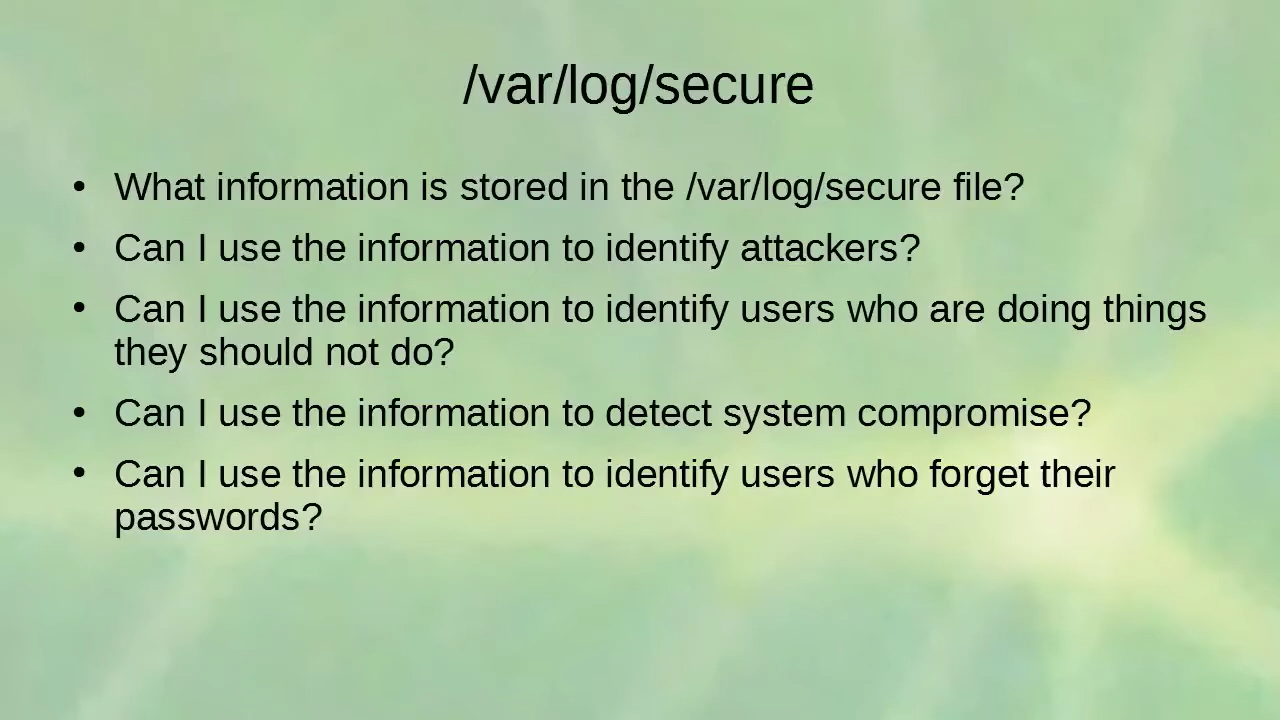 /var/log/secure
• What information is stored in the /var/log/secure file?
• Can I use the information to identify attackers?
• Can I use the information to identify users who are doing things
they should not do?
• Can I use the information to detect system compromise?
• Can I use the information to identify users who forget their
passwords?